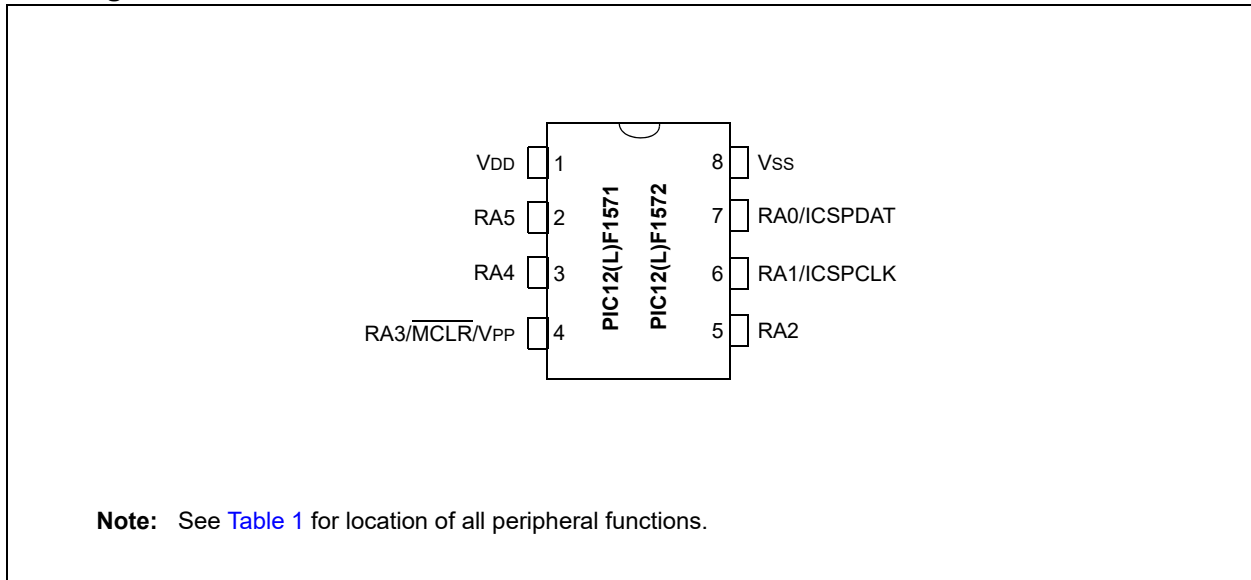 VDD 1
RA5 2
RA4 3
RA3/MCLR/VPP 4
PIC12(L)F1571
PIC12(L)F1572
8 VSS
7 RA0/ICSPDAT
6 RA1/ICSPCLK
5 RA2
Note: See Table 1 for location of all peripheral functions.